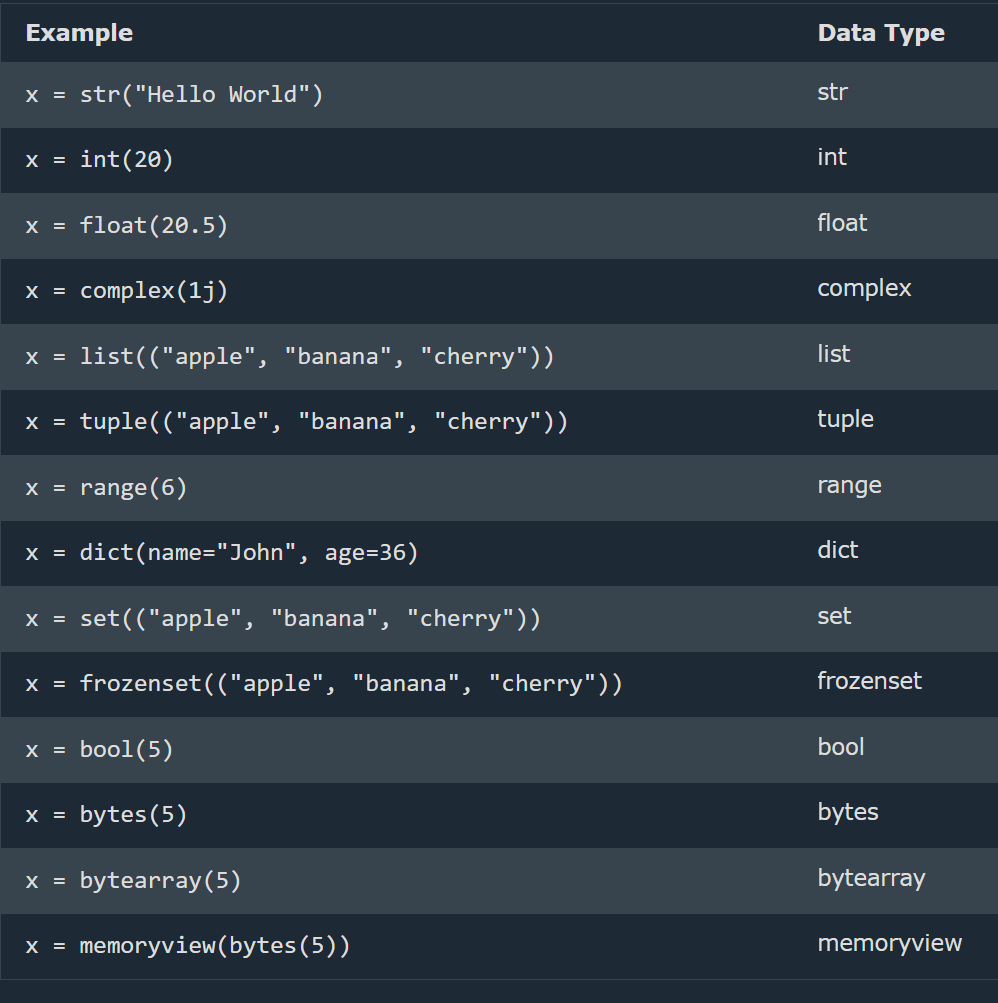 Example Data Type
x = str("Hello World") str
x = int(20) int
x = float(20.5) float
x = complex(1j) complex
x = list(("apple", "banana", "cherry")) list
x = tuple(("apple", "banana", "cherry")) tuple
x = range(6) range
x = dict(name="John", age=36) dict
x = set(("apple", "banana", "cherry")) set
x = frozenset(("apple", "banana", "cherry")) frozenset
x = bool(5) bool
x = bytes(5) bytes
x = bytearray(5) bytearray
x = memoryview(bytes(5)) memoryview